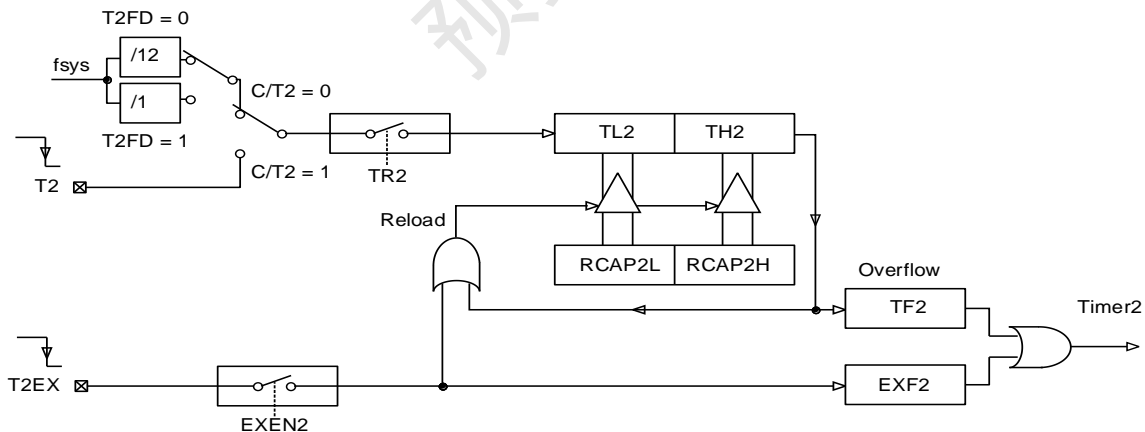 T2FD = 0
/12
fsys
/1
C/T2 = 0
T2FD = 1
TL2
TH2
C/T2 = 1
T2
TR2
Reload
RCAP2L
RCAP2H
Overflow
TF2
Timer2
T2EX
EXF2
EXEN2
预